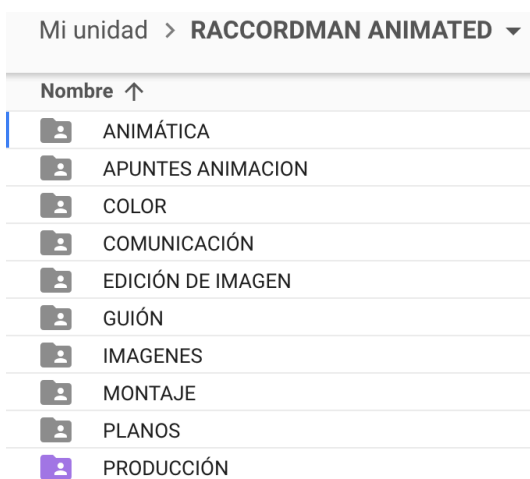 Mi unidad > RACCORDMAN ANIMATED
Nombre ↑
ANIMÁTICA
APUNTES ANIMACION
COLOR
COMUNICACIÓN
EDICIÓN DE IMAGEN
GUIÓN
IMAGENES
MONTAJE
PLANOS
PRODUCCIÓN